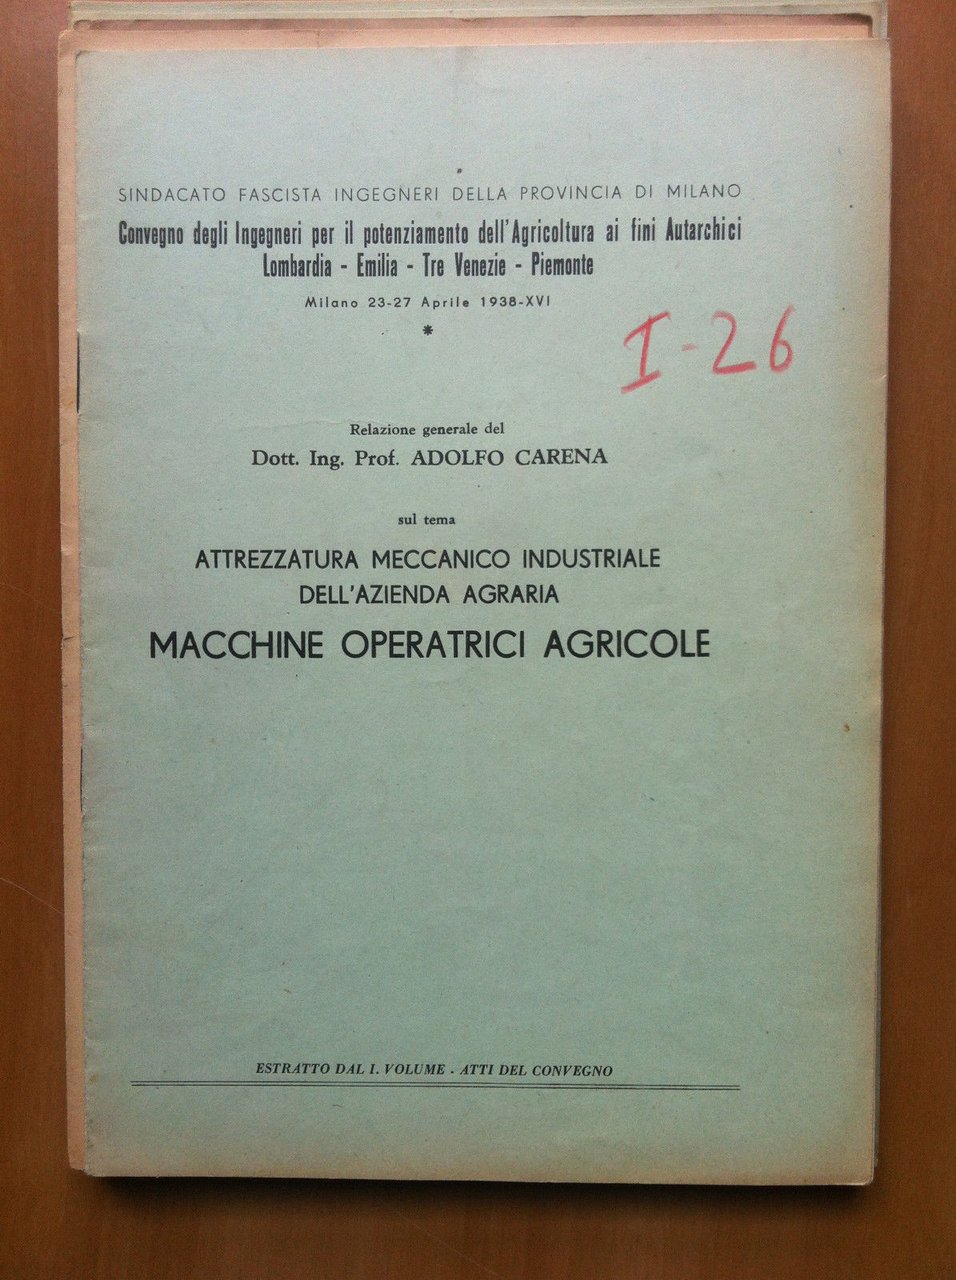 SINDACATO FASCISTA INGEGNERI DELLA PROVINCIA DI MILANO
Convegno degli Ingegneri per il potenziamento dell'Agricoltura ai fini Autarchici
Lombardia - Emilia - Tre Venezie - Piemonte
Milano 23-27 Aprile 1938-XVI
*
I-26
Relazione generale del
Dott. Ing. Prof. ADOLFO CARENA
sul tema
ATTREZZATURA MECCANICO INDUSTRIALE
DELL'AZIENDA AGRARIA
MACCHINE OPERATRICI AGRICOLE
ESTRATTO DAL I. VOLUME - ATTI DEL CONVEGNO